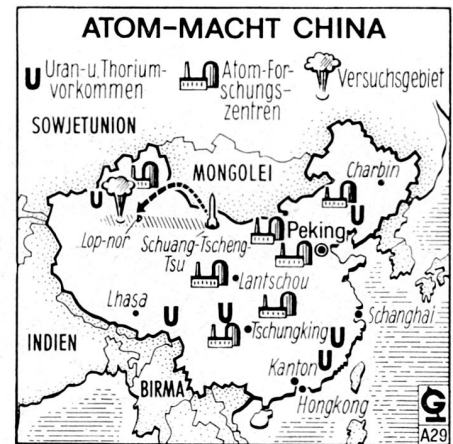 ATOM-MACHT CHINA
U Uran-u. Thorium-
vorkommen
Atom-For-
schungs-
zentren
Versuchsgebiet
SOWJETUNION
MONGOLEI
Charbin
U
U
Lop-nor
Schuang-Tscheng-
Tsu
Peking
Lantschou
Lhasa
U
U
Tschungking
U
Schanghai
INDIEN
Kanton
U
BIRMA
Hongkong
G
A29